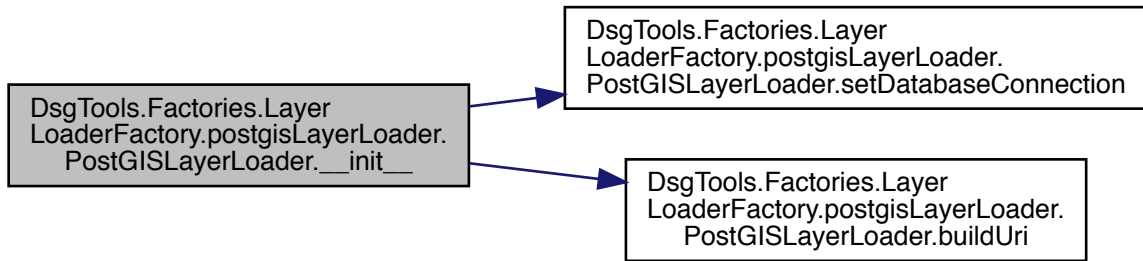 DsgTools.Factories.Layer
LoaderFactory.postgisLayerLoader.
PostGISLayerLoader.__init__
DsgTools.Factories.Layer
LoaderFactory.postgisLayerLoader.
PostGISLayerLoader.setDatabaseConnection
DsgTools.Factories.Layer
LoaderFactory.postgisLayerLoader.
PostGISLayerLoader.buildUri